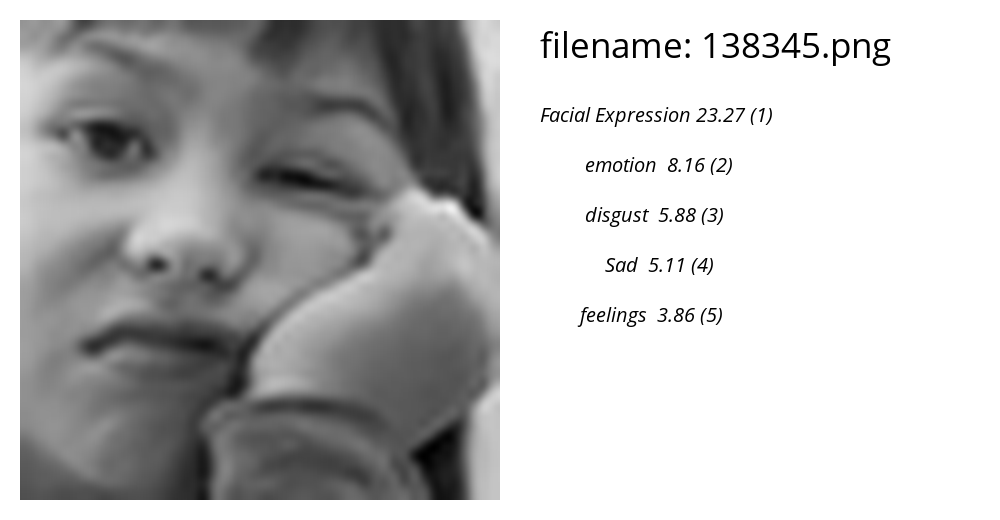 filename: 138345.png
Facial Expression 23.27 (1)
emotion 8.16 (2)
disgust 5.88 (3)
Sad 5.11 (4)
feelings 3.86 (5)